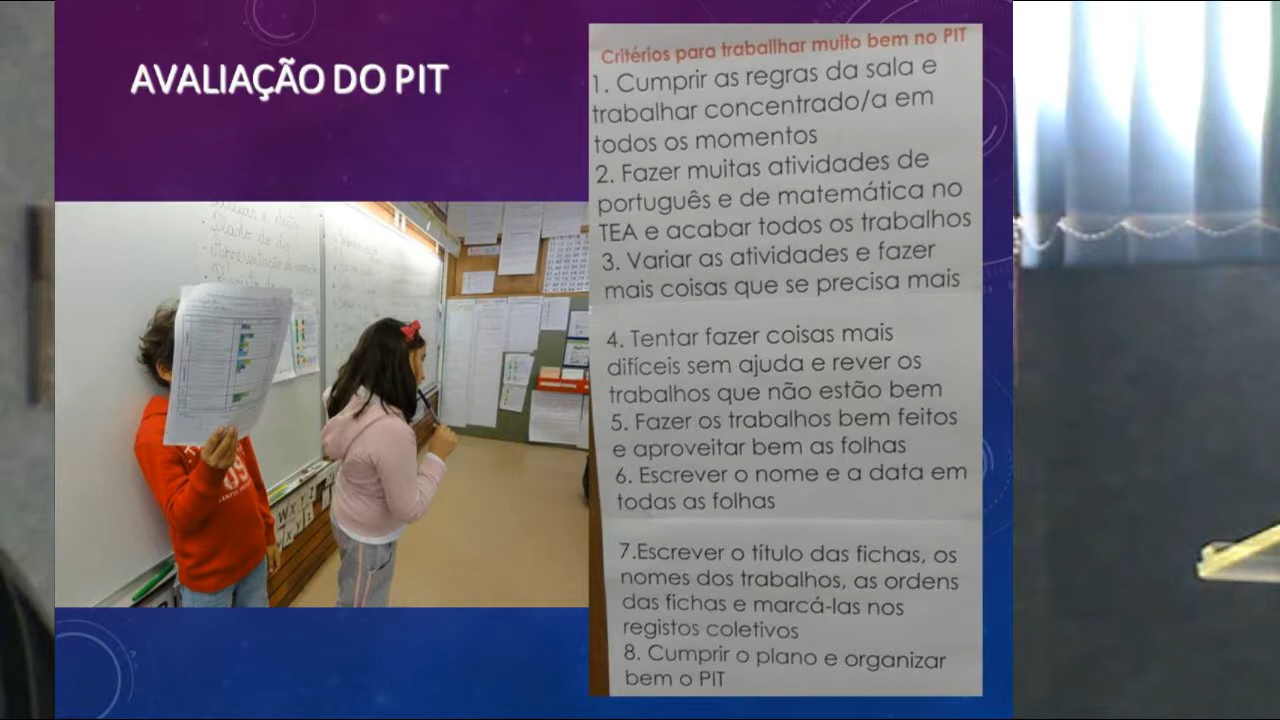 AVALIAÇÃO DO PIT
Critérios para traballhar muito bem no PIT
1. Cumprir as regras da sala e
trabalhar concentrado/a em
todos os momentos
2. Fazer muitas atividades de
português e de matemática no
TEA e acabar todos os trabalhos
3. Variar as atividades e fazer
mais coisas que se precisa mais
4. Tentar fazer coisas mais
difíceis sem ajuda e rever os
trabalhos que não estão bem
5. Fazer os trabalhos bem feitos
e aproveitar bem as folhas
6. Escrever o nome e a data em
todas as folhas
7.Escrever o título das fichas, os
nomes dos trabalhos, as ordens
das fichas e marcá-las nos
registos coletivos
8. Cumprir o plano e organizar
bem o PIT